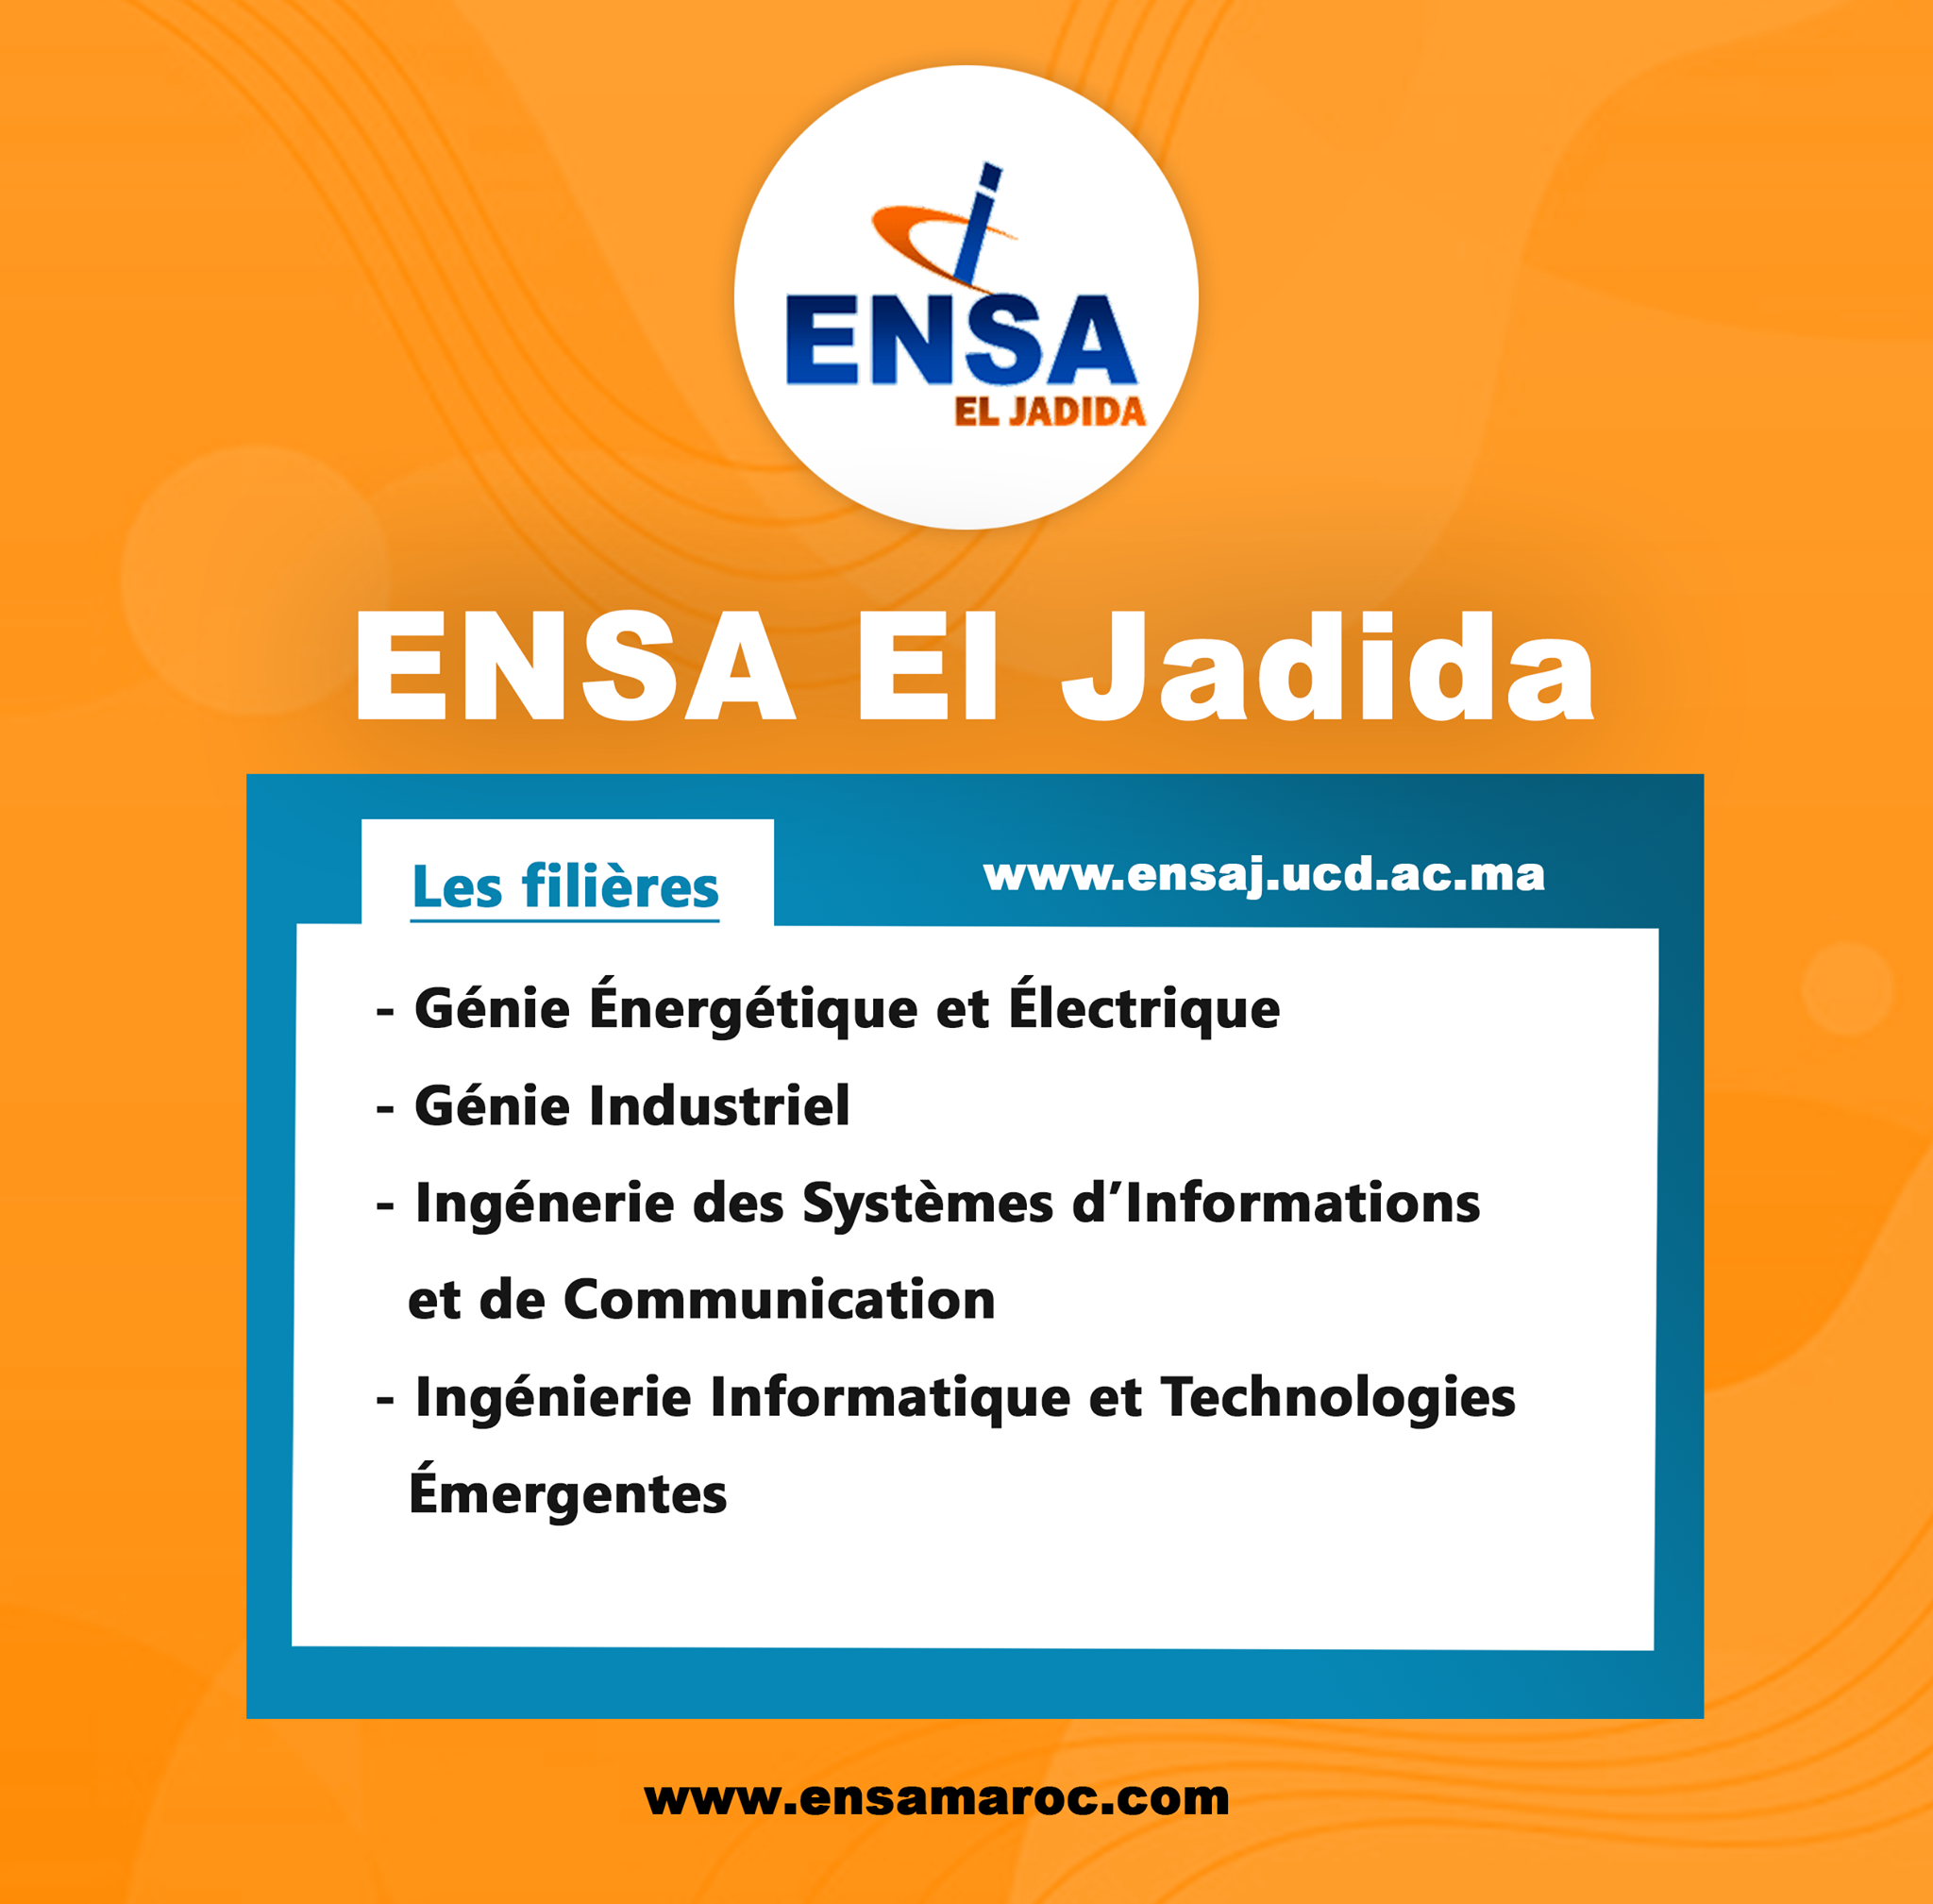 ENSA
EL JADIDA
ENSA El Jadida
Les filières
www.ensaj.ucd.ac.ma
- Génie Énergétique et Électrique
- Génie Industriel
- Ingénerie des Systèmes d’Informations
et de Communication
- Ingénierie Informatique et Technologies
Émergentes
www.ensamaroc.com